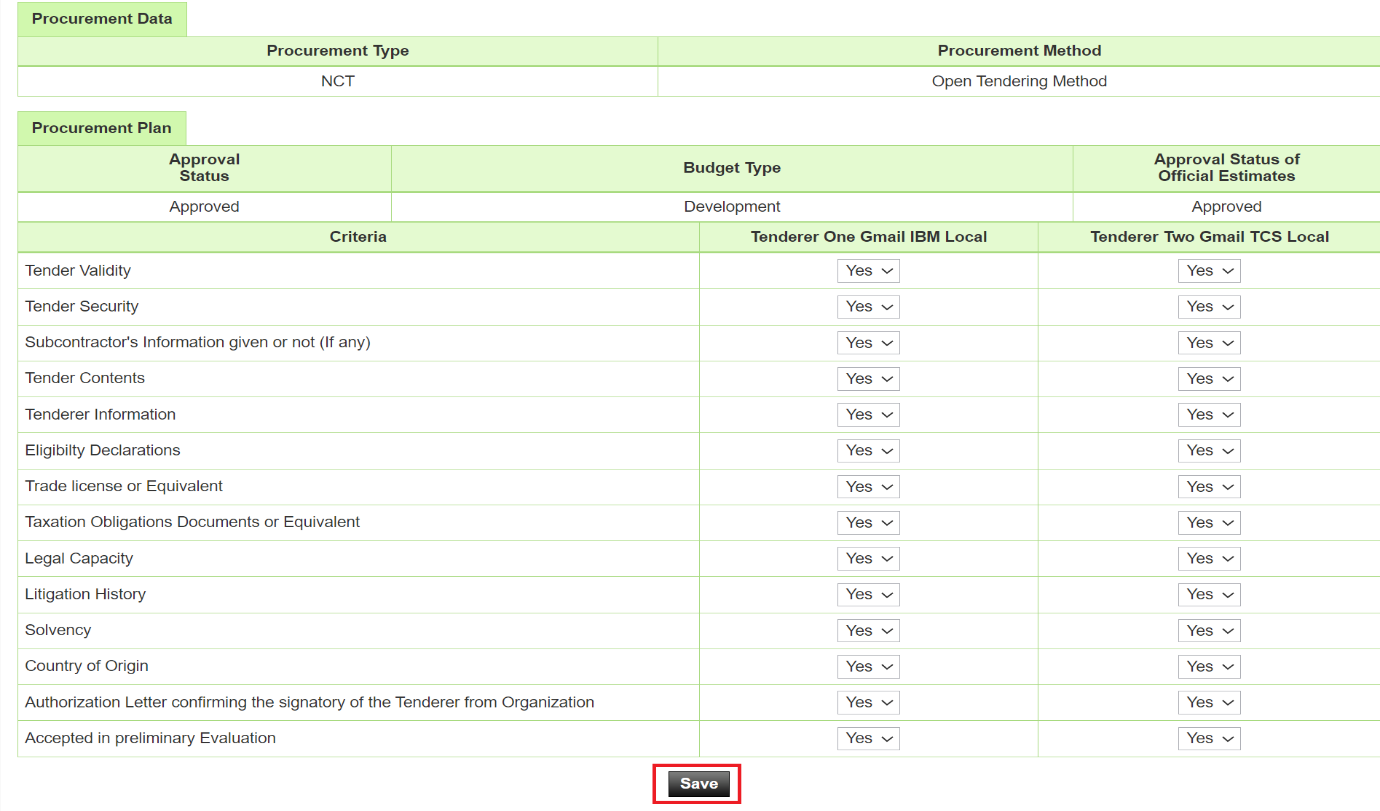 Procurement Data
Procurement Type Procurement Method
NCT Open Tendering Method
Procurement Plan
Approval Status Budget Type Approval Status of Official Estimates
Approved Development Approved
Criteria Tenderer One Gmail IBM Local Tenderer Two Gmail TCS Local
Tender Validity Yes Yes
Tender Security Yes Yes
Subcontractor's Information given or not (If any) Yes Yes
Tender Contents Yes Yes
Tenderer Information Yes Yes
Eligibilty Declarations Yes Yes
Trade license or Equivalent Yes Yes
Taxation Obligations Documents or Equivalent Yes Yes
Legal Capacity Yes Yes
Litigation History Yes Yes
Solvency Yes Yes
Country of Origin Yes Yes
Authorization Letter confirming the signatory of the Tenderer from Organization Yes Yes
Accepted in preliminary Evaluation Yes Yes
Save